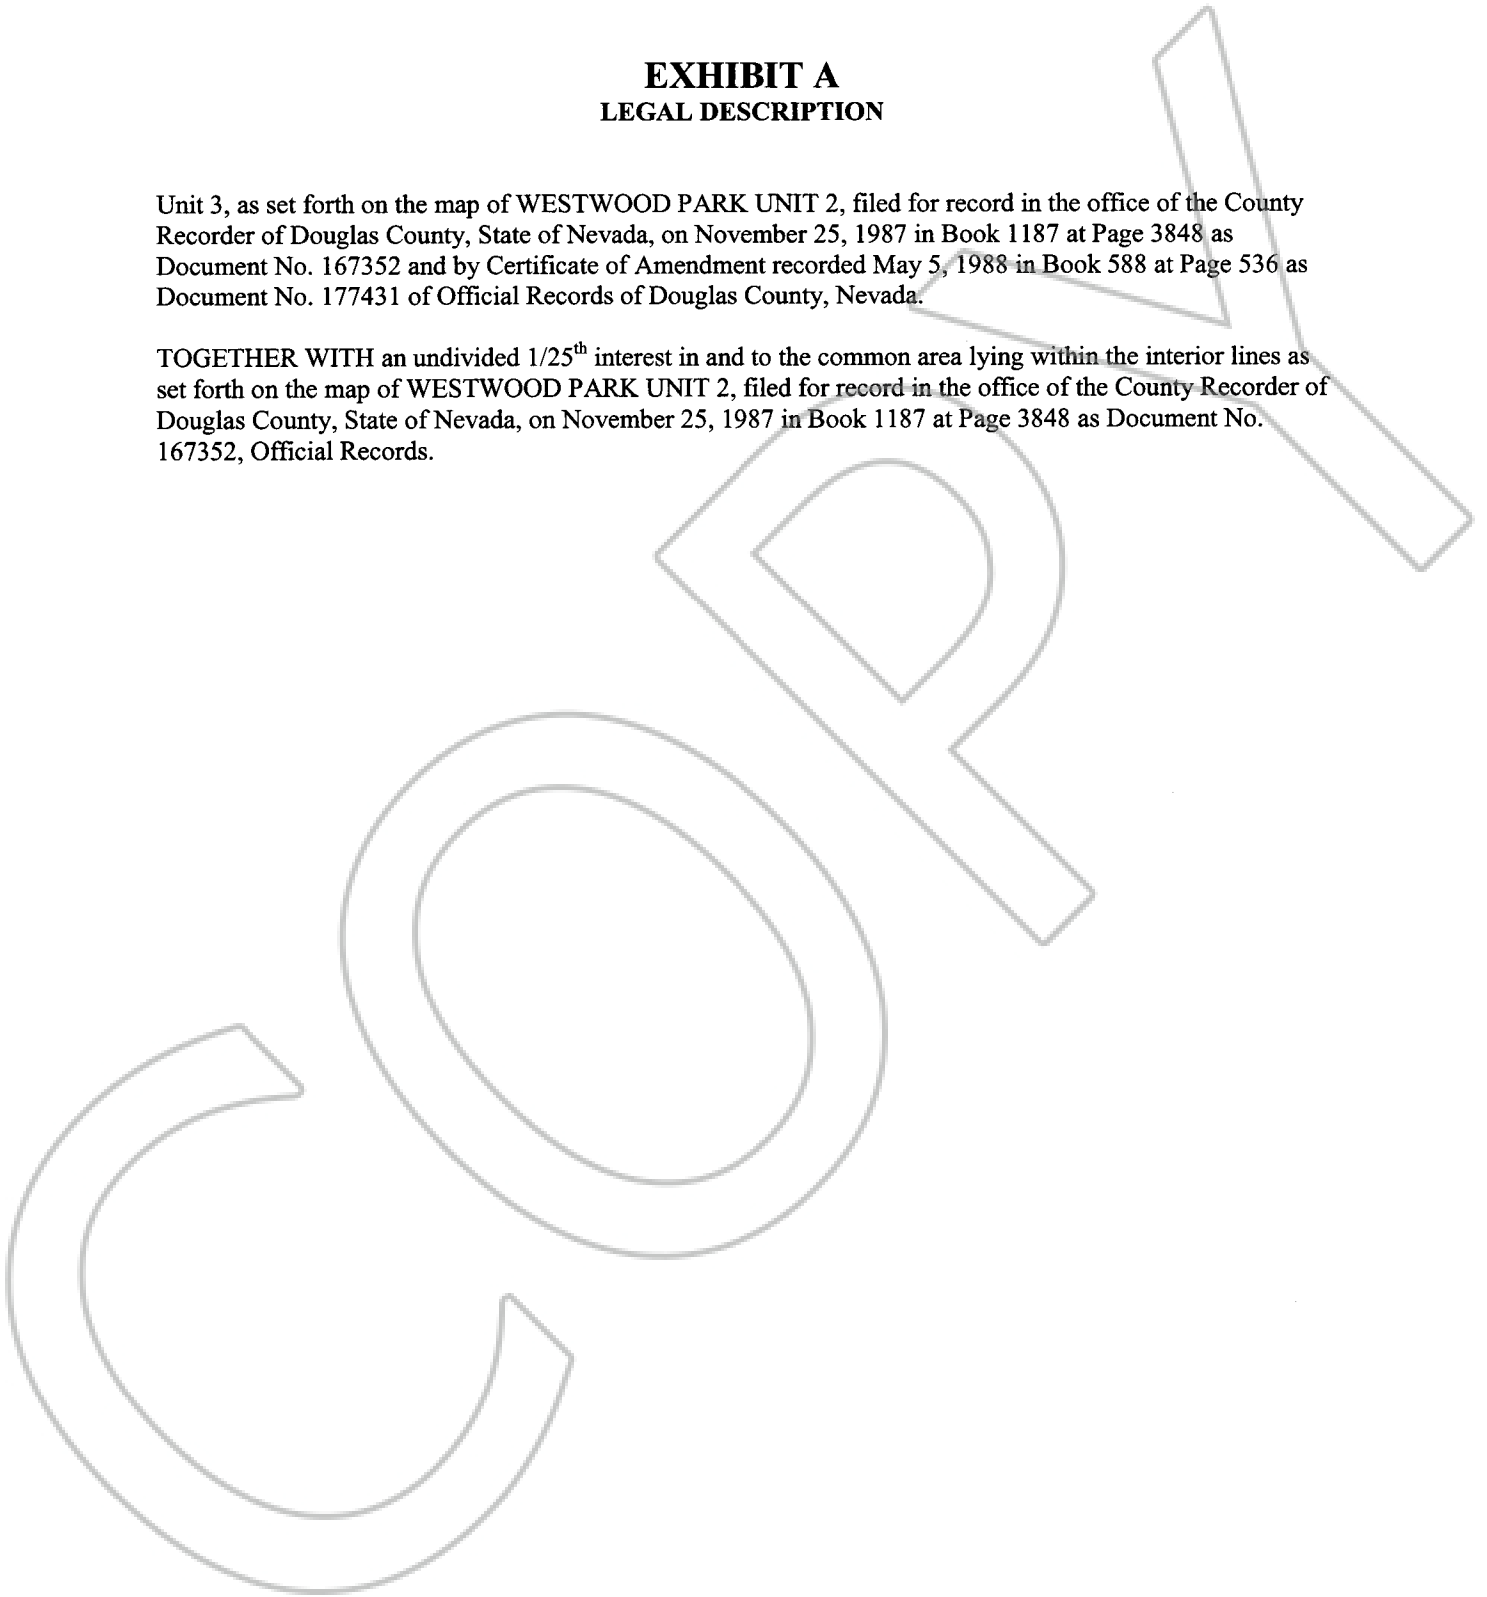 EXHIBIT A
LEGAL DESCRIPTION
Unit 3, as set forth on the map of WESTWOOD PARK UNIT 2, filed for record in the office of the County
Recorder of Douglas County, State of Nevada, on November 25, 1987 in Book 1187 at Page 3848 as
Document No. 167352 and by Certificate of Amendment recorded May 5, 1988 in Book 588 at Page 536 as
Document No. 177431 of Official Records of Douglas County, Nevada.
TOGETHER WITH an undivided 1/25th interest in and to the common area lying within the interior lines as
set forth on the map of WESTWOOD PARK UNIT 2, filed for record in the office of the County Recorder of
Douglas County, State of Nevada, on November 25, 1987 in Book 1187 at Page 3848 as Document No.
167352, Official Records.
COPY